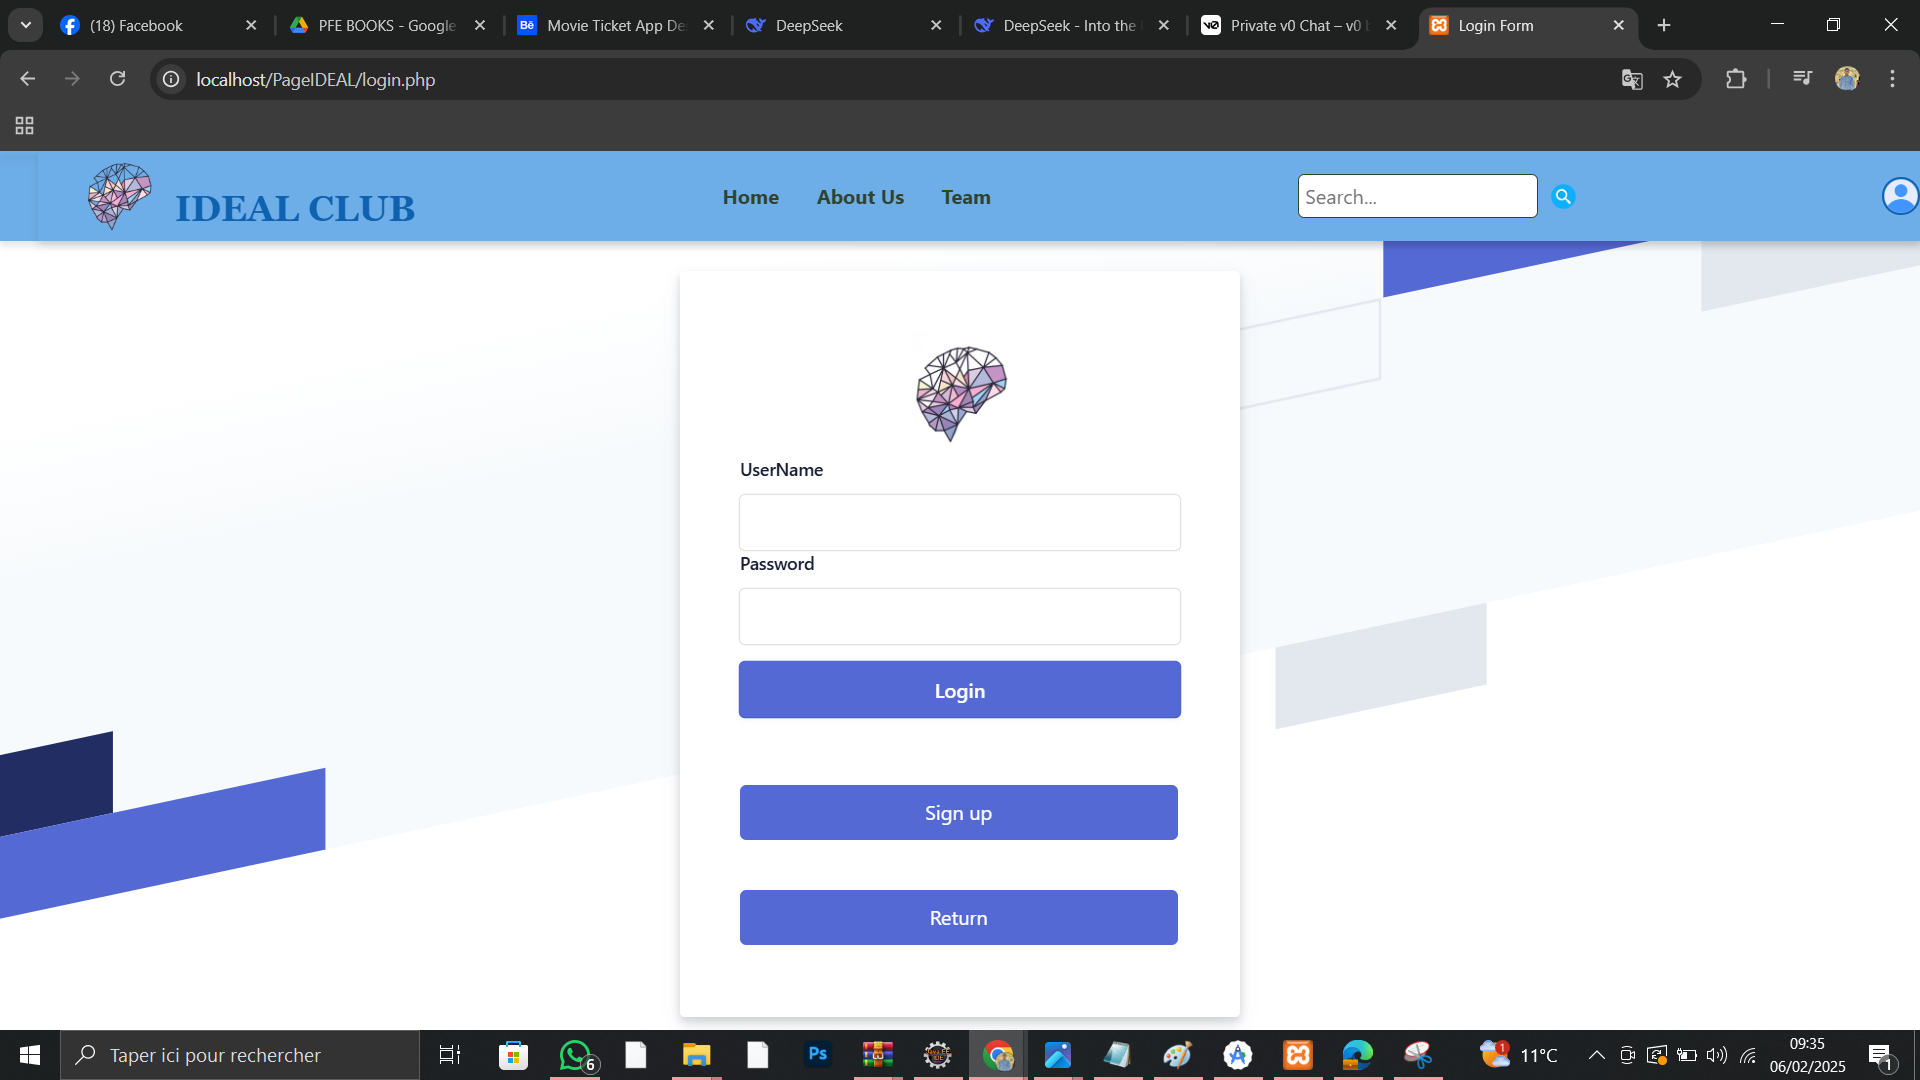 (18) Facebook
PFE BOOKS - Google
Movie Ticket App De
DeepSeek
DeepSeek - Into the
Private v0 Chat – v0 b
Login Form
localhost/PageIDEAL/login.php
IDEAL CLUB
Home
About Us
Team
Search...
UserName
Password
Login
Sign up
Return
Taper ici pour rechercher
6
Ps
1
11°C
09:35
06/02/2025
1